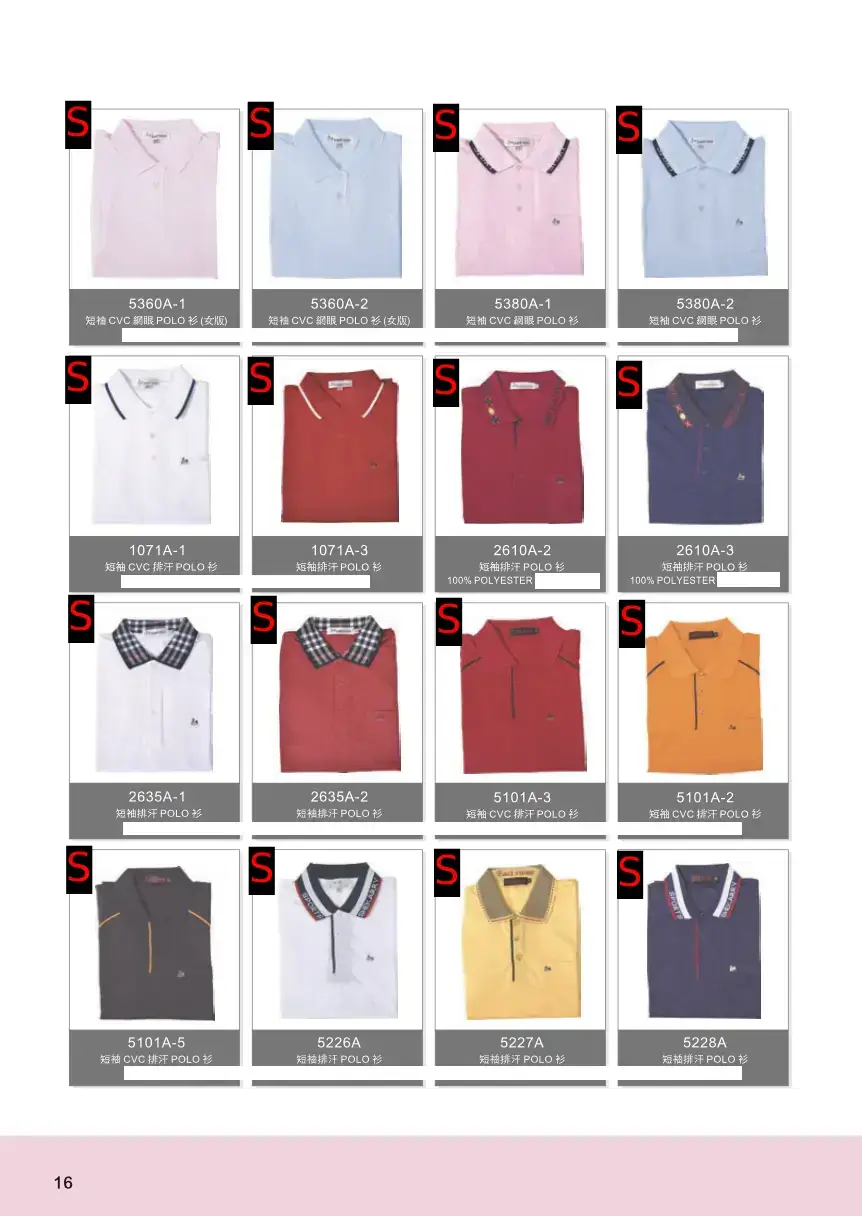 S
S
S
S
5360A-1
短袖 CVC 網眼 POLO 衫 (女版)
5360A-2
短袖 CVC 網眼 POLO 衫 (女版)
5380A-1
短袖 CVC 網眼 POLO 衫
5380A-2
短袖 CVC 網眼 POLO 衫
S
S
S
S
1071A-1
短袖 CVC 排汗 POLO 衫
1071A-3
短袖排汗 POLO 衫
2610A-2
短袖排汗 POLO 衫
100% POLYESTER
2610A-3
短袖排汗 POLO 衫
100% POLYESTER
S
S
S
S
2635A-1
短袖排汗 POLO 衫
2635A-2
短袖排汗 POLO 衫
5101A-3
短袖 CVC 排汗 POLO 衫
5101A-2
短袖 CVC 排汗 POLO 衫
S
S
S
S
SPORTS
SHEKARRY
SPORTS
SHEKARRY
5101A-5
短袖 CVC 排汗 POLO 衫
5226A
短袖排汗 POLO 衫
5227A
短袖排汗 POLO 衫
5228A
短袖排汗 POLO 衫
16